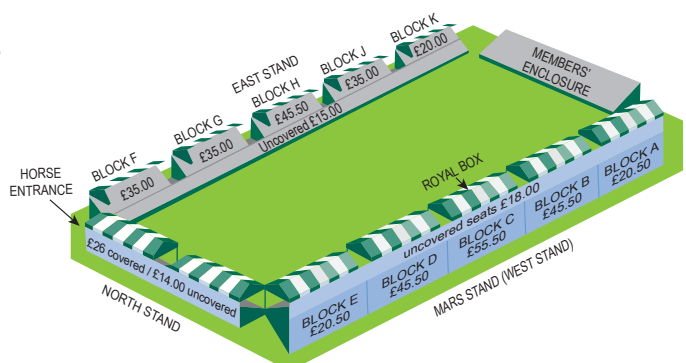 BLOCK K
£20.00
EAST STAND
BLOCK J
£35.00
BLOCK H
£45.50
Uncovered £15.00
BLOCK G
£35.00
BLOCK F
£35.00
MEMBERS'
ENCLOSURE
HORSE
ENTRANCE
ROYAL BOX
uncovered seats £18.00
BLOCK A
£20.50
BLOCK B
£45.50
BLOCK C
£55.50
BLOCK D
£45.50
BLOCK E
£20.50
MARS STAND (WEST STAND)
£26 covered / £14.00 uncovered
NORTH STAND